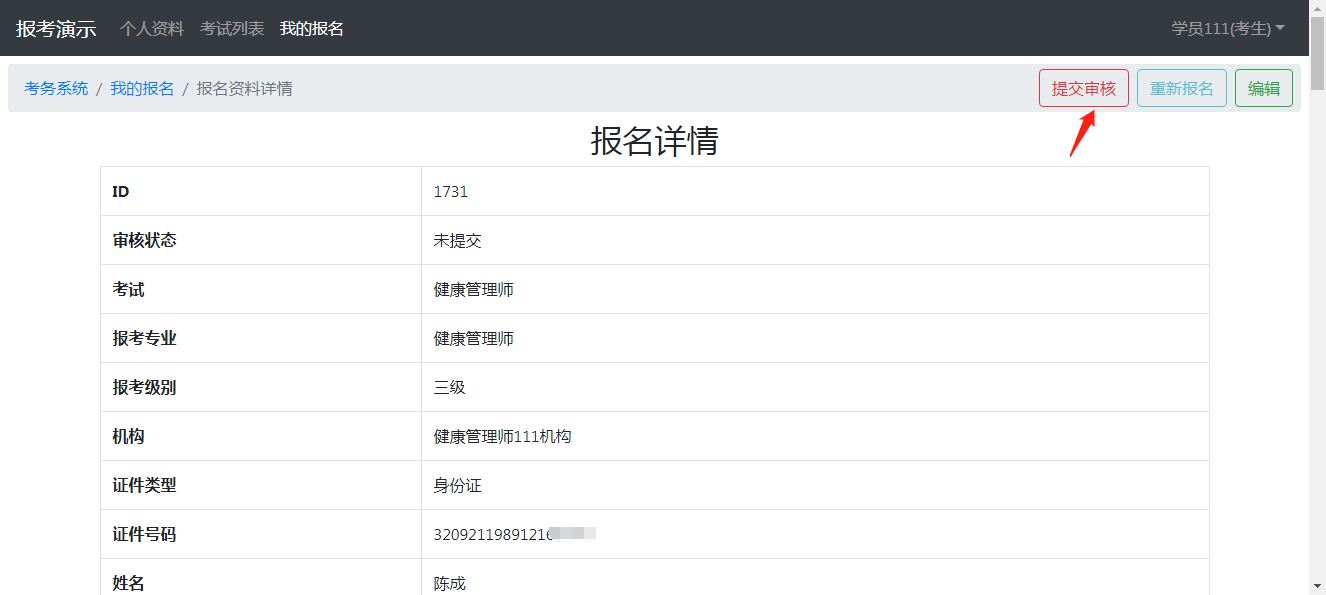 报考演示 个人资料 考试列表 我的报名 学员111(考生)
考务系统 / 我的报名 / 报名资料详情 提交审核 重新报名 编辑
报名详情
ID 1731
审核状态 未提交
考试 健康管理师
报考专业 健康管理师
报考级别 三级
机构 健康管理师111机构
证件类型 身份证
证件号码 32092119891216
姓名 陈成